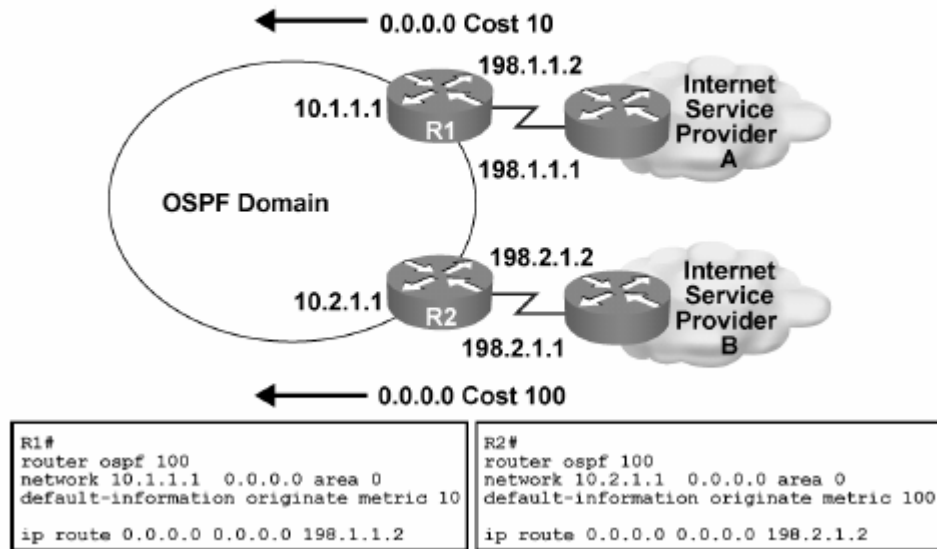 0.0.0.0 Cost 10
198.1.1.2
10.1.1.1
R1
198.1.1.1
Internet
Service
Provider
A
OSPF Domain
198.2.1.2
10.2.1.1
R2
198.2.1.1
Internet
Service
Provider
B
0.0.0.0 Cost 100
R1#
router ospf 100
network 10.1.1.1 0.0.0.0 area 0
default-information originate metric 10
ip route 0.0.0.0 0.0.0.0 198.1.1.2
R2#
router ospf 100
network 10.2.1.1 0.0.0.0 area 0
default-information originate metric 100
ip route 0.0.0.0 0.0.0.0 198.2.1.2